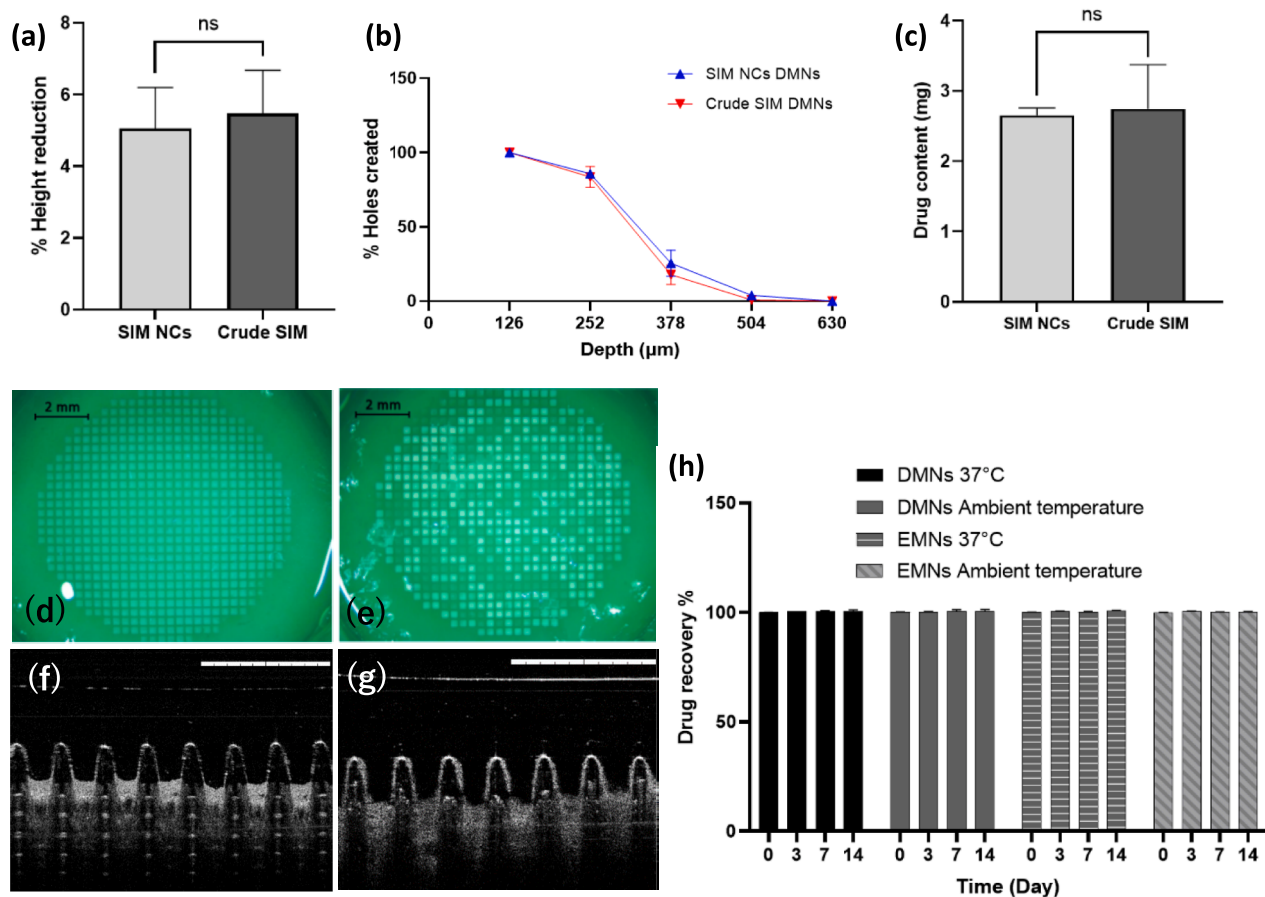 (a)
ns
8
6
4
2
0
% Height reduction
SIM NCs
Crude SIM
(b)
SIM NCs DMNs
Crude SIM DMNs
150
100
50
0
% Holes created
0
126
252
378
504
630
Depth (µm)
(c)
ns
4
3
2
1
0
Drug content (mg)
SIM NCs
Crude SIM
2 mm
(d)
2 mm
(e)
(f)
(g)
(h)
DMNs 37°C
DMNs Ambient temperature
EMNs 37°C
EMNs Ambient temperature
150
100
50
0
Drug recovery %
0 3 7 14 0 3 7 14 0 3 7 14 0 3 7 14
Time (Day)